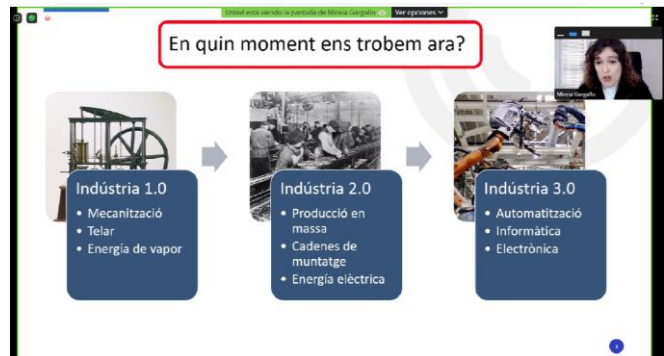 Usted está viendo la pantalla de Mireia Gargallo
Ver opciones
En quin moment ens trobem ara?
Mireia Gargallo
Indústria 1.0
• Mecanització
• Telar
• Energía de vapor
Indústria 2.0
• Producció en
massa
• Cadenes de
muntatge
• Energía elèctrica
Indústria 3.0
• Automatització
• Informàtica
• Electrònica